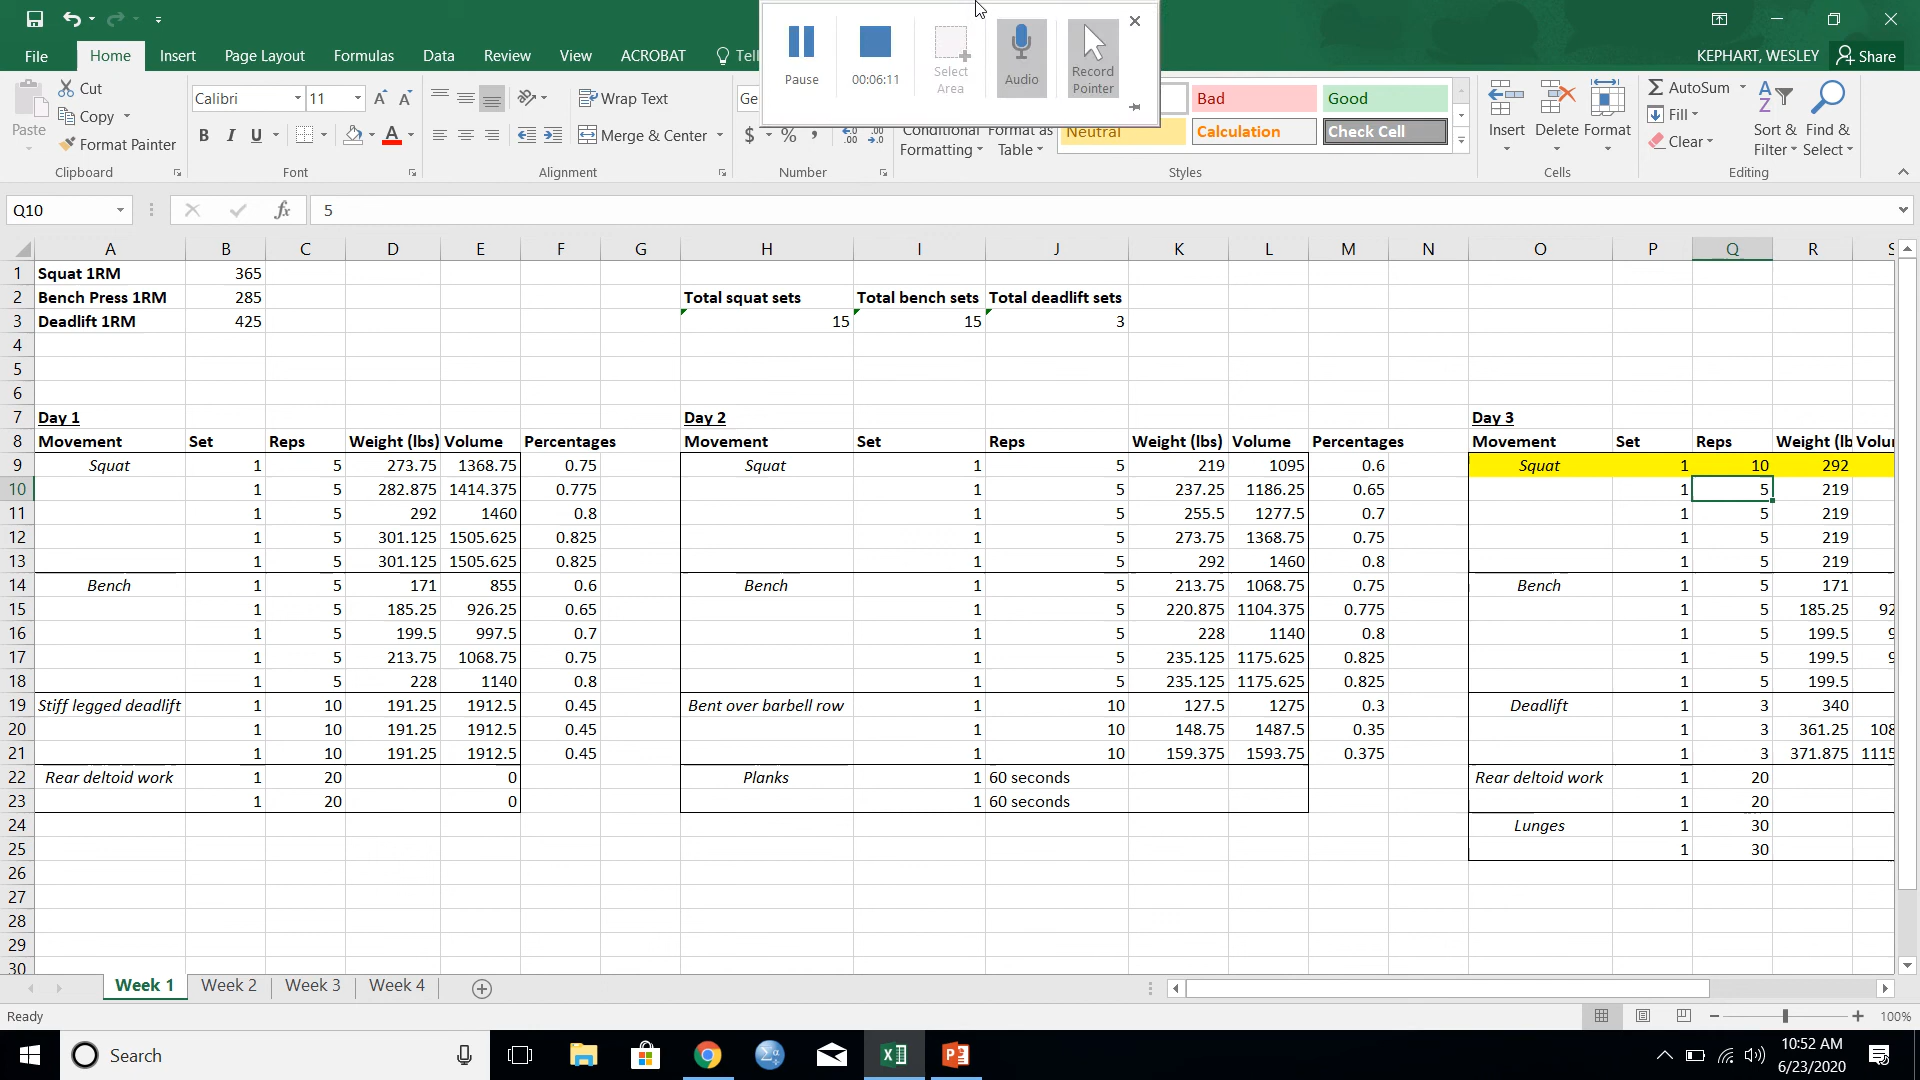 File Home Insert Page Layout Formulas Data Review View ACROBAT Tell
KEPHART, WESLEY Share
Pause 00:06:11 Select Area Audio Record Pointer
Paste Cut
Copy
Format Painter
Clipboard
Calibri 11
B I U A
Font
Wrap Text
Merge & Center
Alignment
Ge
$ % ,
Number
Conditional Formatting
Format as Table
Bad Good
Neutral Calculation Check Cell
Styles
Insert Delete Format
Cells
AutoSum
Fill
Clear
Sort & Filter
Find & Select
Editing
Q10 fx 5
A B C D E F G H I J K L M N O P Q R S
1 Squat 1RM 365
2 Bench Press 1RM 285 Total squat sets Total bench sets Total deadlift sets
3 Deadlift 1RM 425 15 15 3
4
5
6
7 Day 1 Day 2 Day 3
8 Movement Set Reps Weight (lbs) Volume Percentages Movement Set Reps Weight (lbs) Volume Percentages Movement Set Reps Weight (lb Volu
9 Squat 1 5 273.75 1368.75 0.75 Squat 1 5 219 1095 0.6 Squat 1 10 292
10 1 5 282.875 1414.375 0.775 1 5 237.25 1186.25 0.65 1 5 219
11 1 5 292 1460 0.8 1 5 255.5 1277.5 0.7 1 5 219
12 1 5 301.125 1505.625 0.825 1 5 273.75 1368.75 0.75 1 5 219
13 1 5 301.125 1505.625 0.825 1 5 292 1460 0.8 1 5 219
14 Bench 1 5 171 855 0.6 Bench 1 5 213.75 1068.75 0.75 Bench 1 5 171
15 1 5 185.25 926.25 0.65 1 5 220.875 1104.375 0.775 1 5 185.25 92
16 1 5 199.5 997.5 0.7 1 5 228 1140 0.8 1 5 199.5 9
17 1 5 213.75 1068.75 0.75 1 5 235.125 1175.625 0.825 1 5 199.5 9
18 1 5 228 1140 0.8 1 5 235.125 1175.625 0.825 1 5 199.5
19 Stiff legged deadlift 1 10 191.25 1912.5 0.45 Bent over barbell row 1 10 127.5 1275 0.3 Deadlift 1 3 340
20 1 10 191.25 1912.5 0.45 1 10 148.75 1487.5 0.35 1 3 361.25 108
21 1 10 191.25 1912.5 0.45 1 10 159.375 1593.75 0.375 1 3 371.875 1115
22 Rear deltoid work 1 20 0 Planks 1 60 seconds Rear deltoid work 1 20
23 1 20 0 1 60 seconds 1 20
24 Lunges 1 30
25 1 30
26
27
28
29
30
Week 1 Week 2 Week 3 Week 4
Ready 100%
Search
10:52 AM
6/23/2020